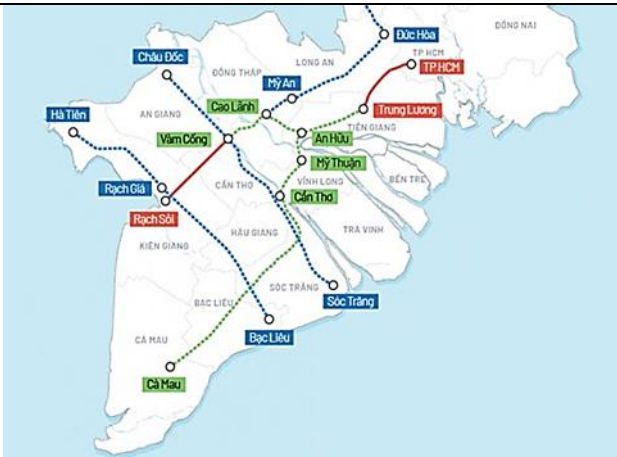 ĐỒNG NAI
Đức Hòa
Châu Đốc
LONG AN
TP HCM
TP HCM
ĐỒNG THÁP
Mỹ An
AN GIANG
Cao Lãnh
Trung Lương
Hà Tiên
TIỀN GIANG
Vàm Cống
An Hữu
Mỹ Thuận
BẾN TRE
Rạch Giá
CẦN THƠ
VĨNH LONG
Cần Thơ
Rạch Sỏi
TRÀ VINH
HẬU GIANG
KIÊN GIANG
SÓC TRĂNG
BẠC LIÊU
Sóc Trăng
Bạc Liêu
CÀ MAU
Cà Mau